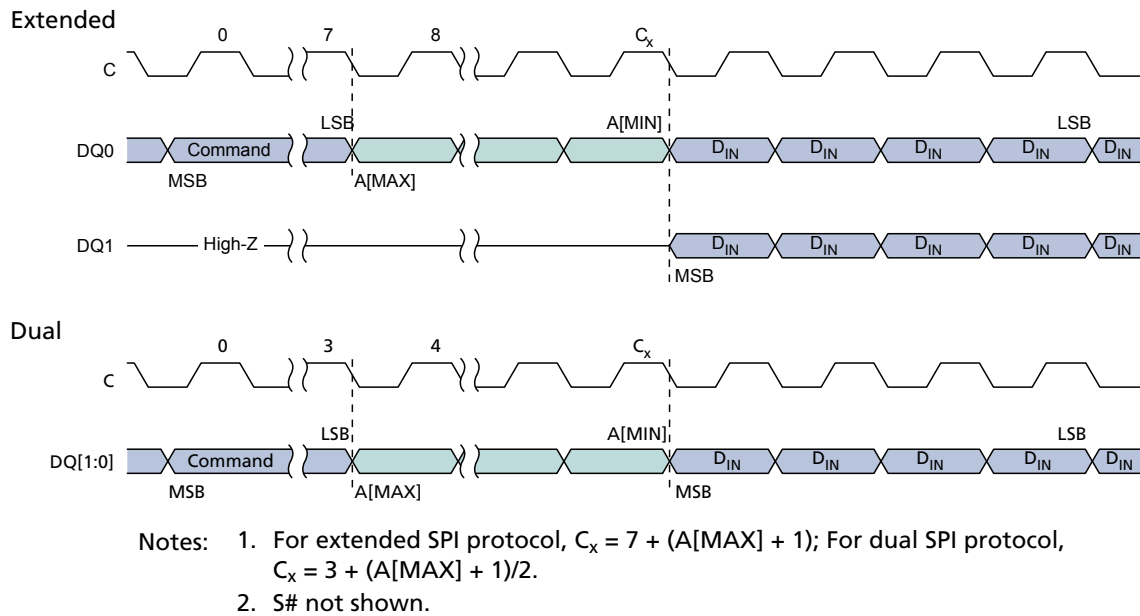 Extended
0 7 8 Cx
C
LSB A[MIN] LSB
DQ0 Command DIN DIN DIN DIN DIN
MSB A[MAX]
DQ1 High-Z DIN DIN DIN DIN DIN
MSB
Dual
0 3 4 Cx
C
LSB A[MIN] LSB
DQ[1:0] Command DIN DIN DIN DIN DIN
MSB A[MAX] MSB
Notes: 1. For extended SPI protocol, Cx = 7 + (A[MAX] + 1); For dual SPI protocol,
Cx = 3 + (A[MAX] + 1)/2.
2. S# not shown.